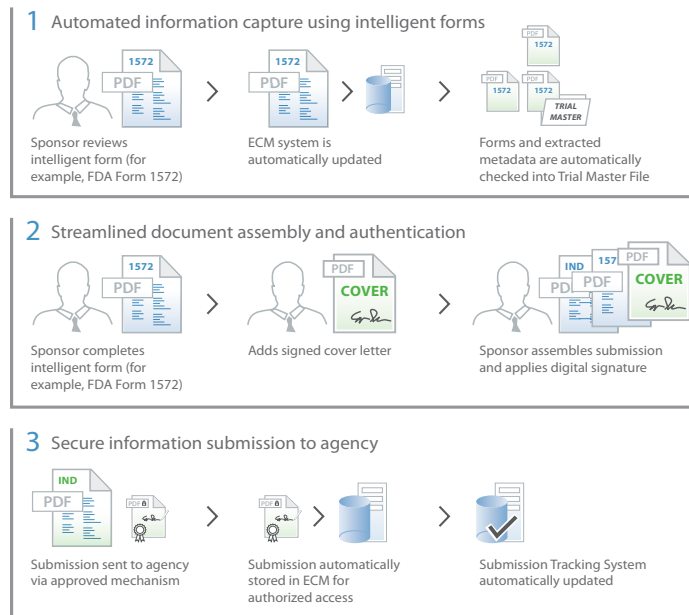 1 Automated information capture using intelligent forms
1572
PDF
1572
PDF
PDF
1572
PDF
1572
PDF
1572
TRIAL
MASTER
Sponsor reviews
intelligent form (for
example, FDA Form 1572)
ECM system is
automatically updated
Forms and extracted
metadata are automatically
checked into Trial Master File
2 Streamlined document assembly and authentication
1572
PDF
PDF
COVER
IND
PD
157
PDF
PDF
COVER
Sponsor completes
intelligent form (for
example, FDA Form 1572)
Adds signed cover letter
Sponsor assembles submission
and applies digital signature
3 Secure information submission to agency
IND
PDF
PDF
PDF
Submission sent to agency
via approved mechanism
Submission automatically
stored in ECM for
authorized access
Submission Tracking System
automatically updated